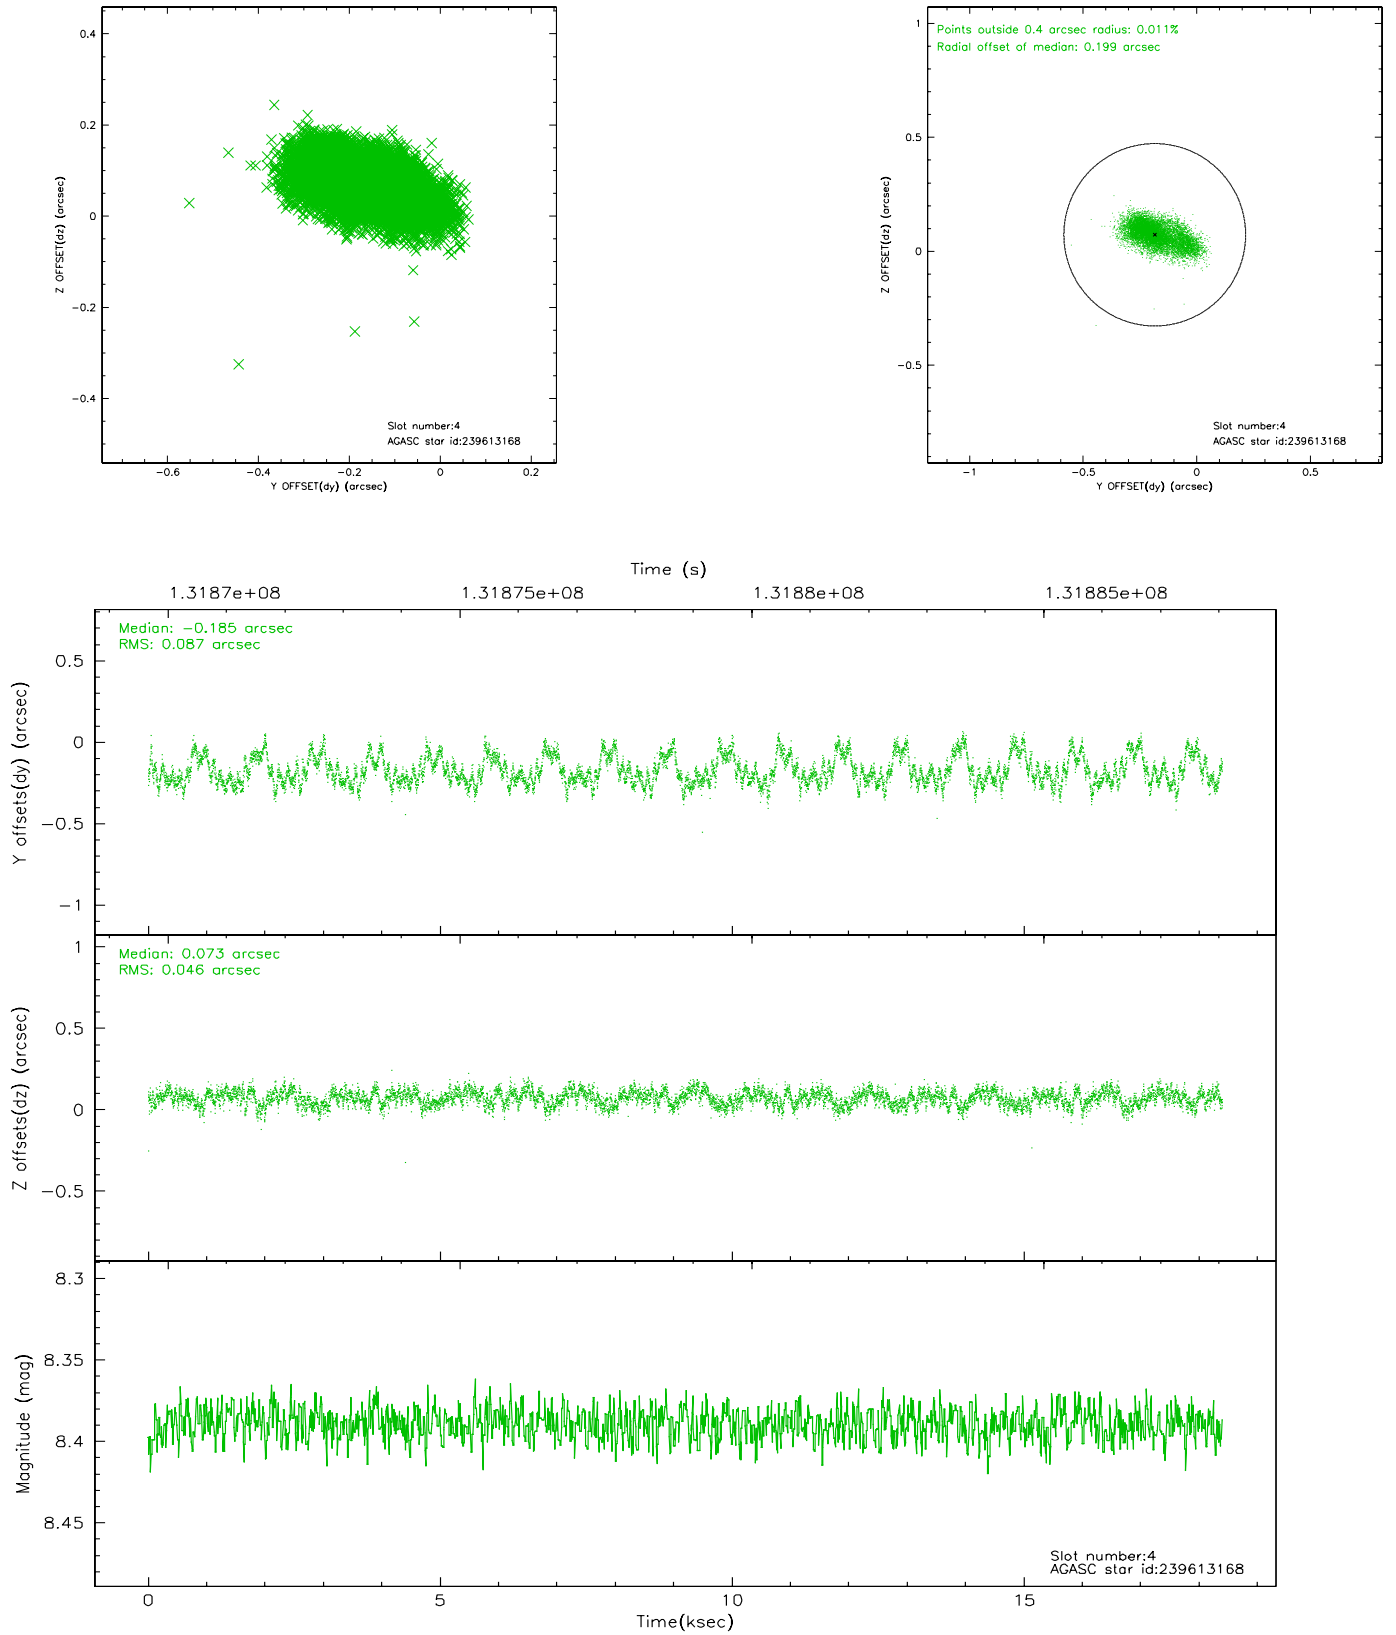 0.4
0.2
0
−0.2
−0.4
Z OFFSET(dz) (arcsec)
Slot number:4
AGASC star id:239613168
−0.6 −0.4 −0.2 0 0.2
Y OFFSET(dy) (arcsec)
Points outside 0.4 arcsec radius: 0.011%
Radial offset of median: 0.199 arcsec
1
0.5
0
−0.5
Z OFFSET(dz) (arcsec)
Slot number:4
AGASC star id:239613168
−1 −0.5 0 0.5
Y OFFSET(dy) (arcsec)
Time (s)
1.3187e+08 1.31875e+08 1.3188e+08 1.31885e+08
Median: −0.185 arcsec
RMS: 0.087 arcsec
0.5
0
−0.5
−1
Y offsets(dy) (arcsec)
Median: 0.073 arcsec
RMS: 0.046 arcsec
1
0.5
0
−0.5
Z offsets(dz) (arcsec)
8.3
8.35
8.4
8.45
Magnitude (mag)
Slot number:4
AGASC star id:239613168
0 5 10 15
Time(ksec)